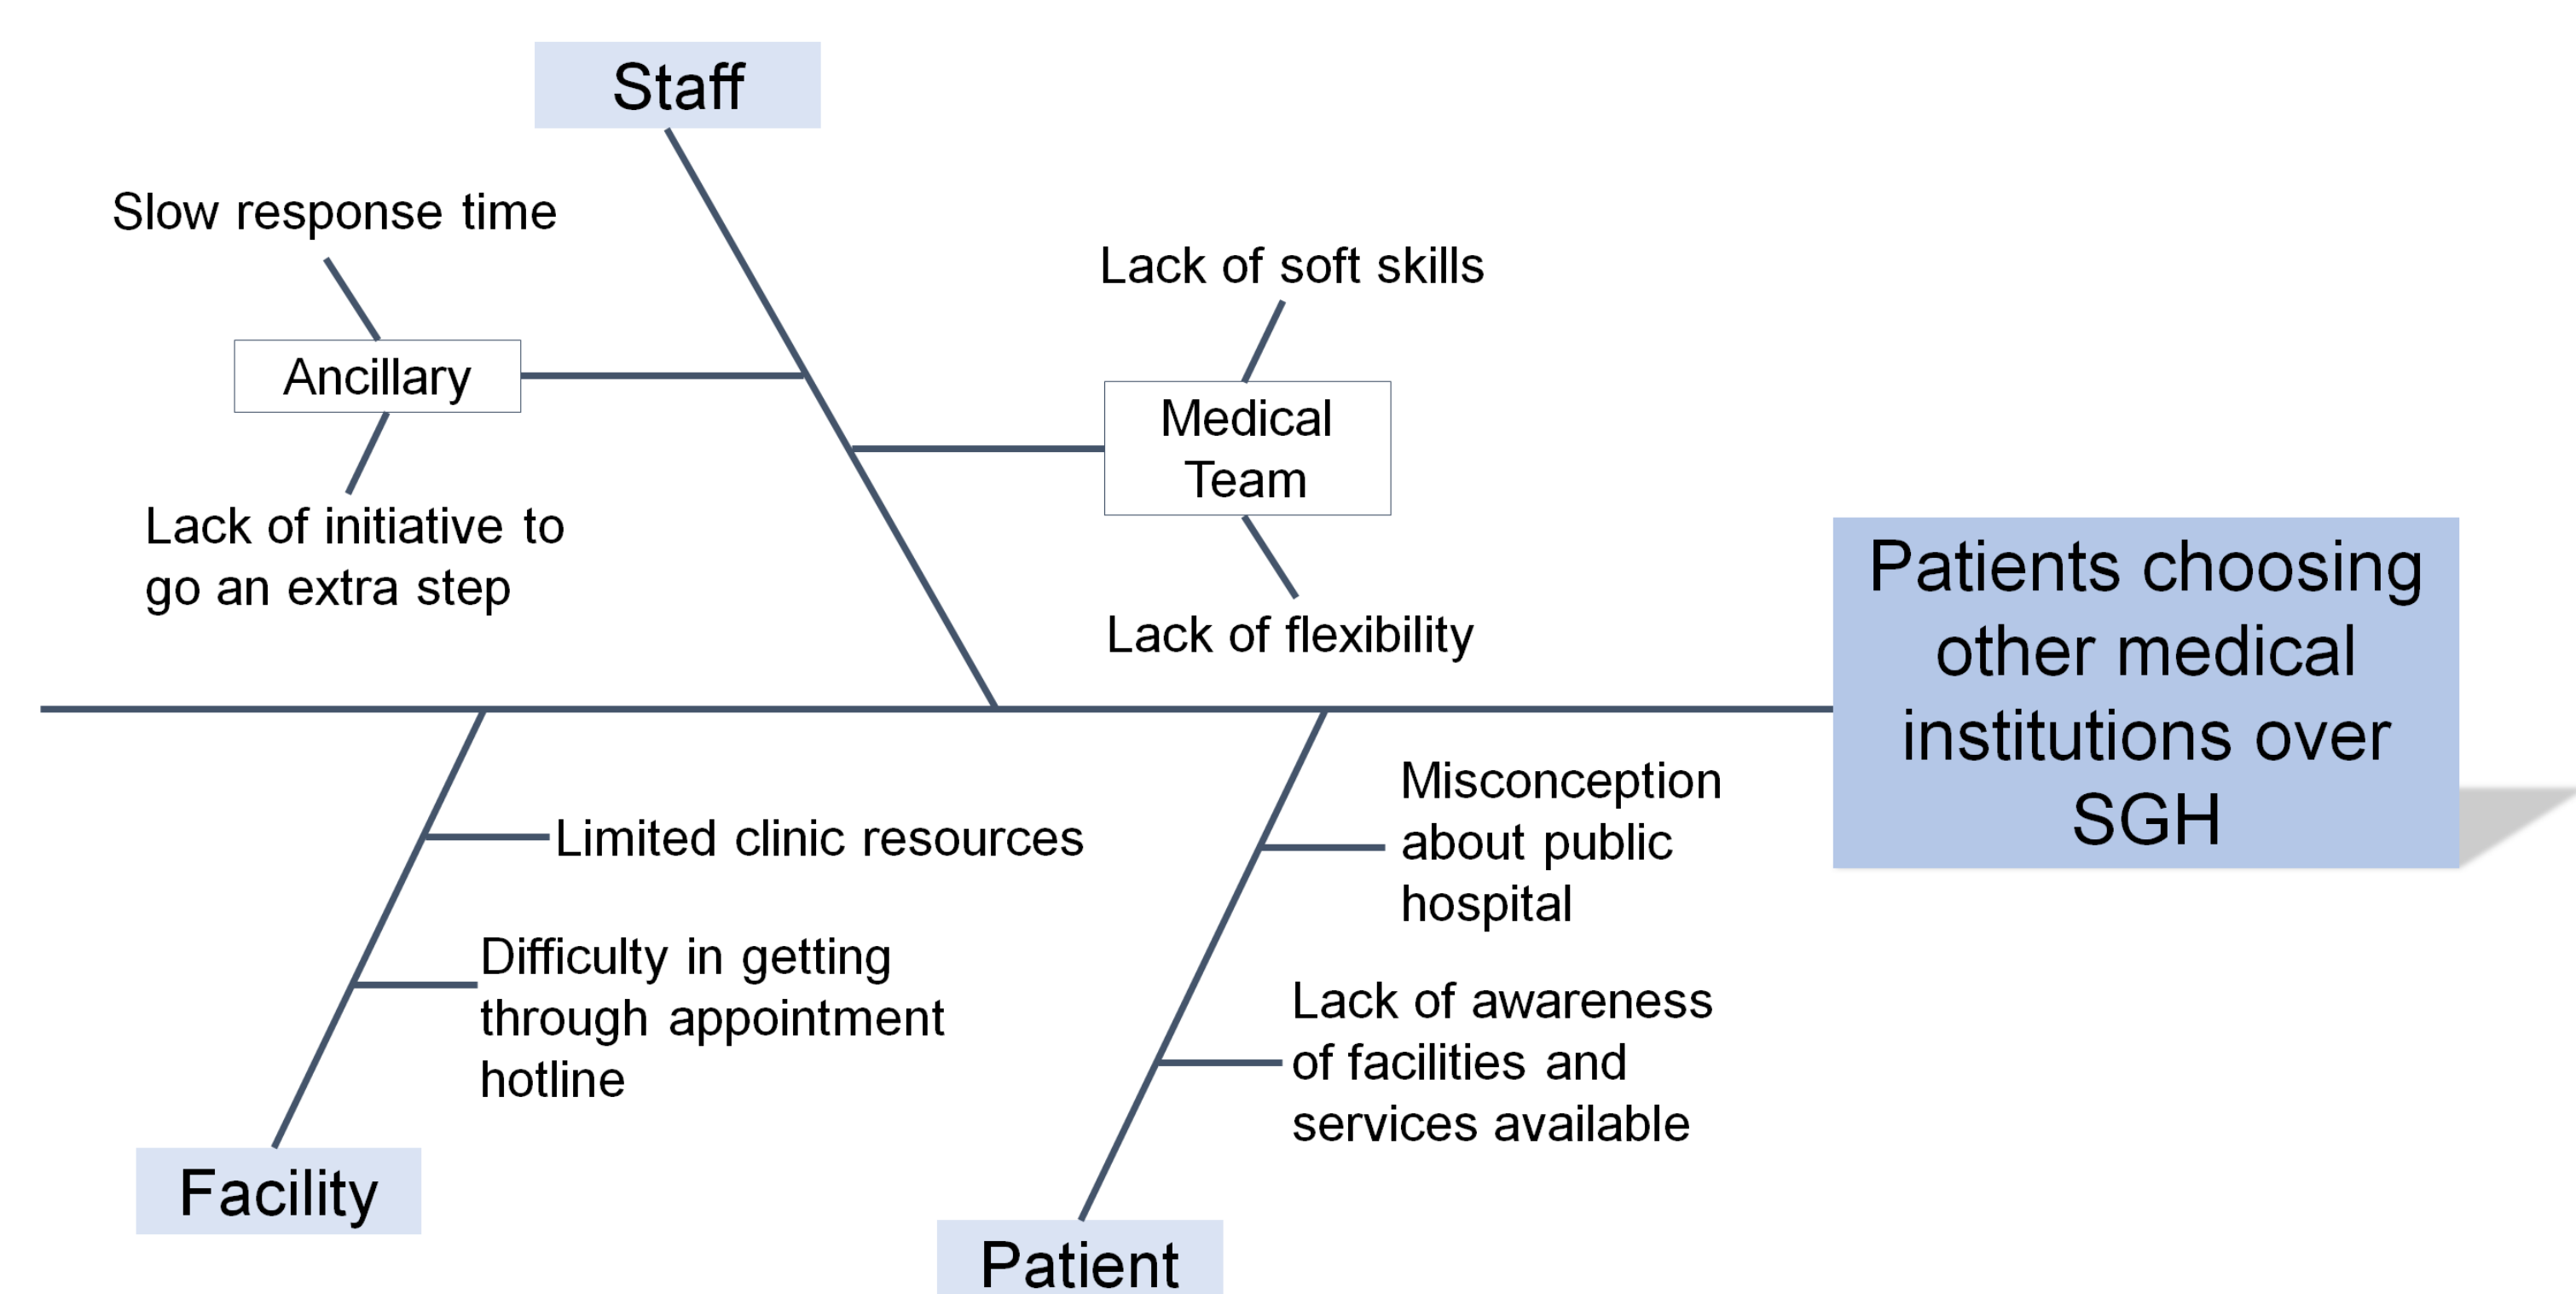 Staff
Slow response time
Ancillary
Lack of initiative to
go an extra step
Lack of soft skills
Medical
Team
Lack of flexibility
Patients choosing
other medical
institutions over
SGH
Limited clinic resources
Difficulty in getting
through appointment
hotline
Facility
Misconception
about public
hospital
Lack of awareness
of facilities and
services available
Patient